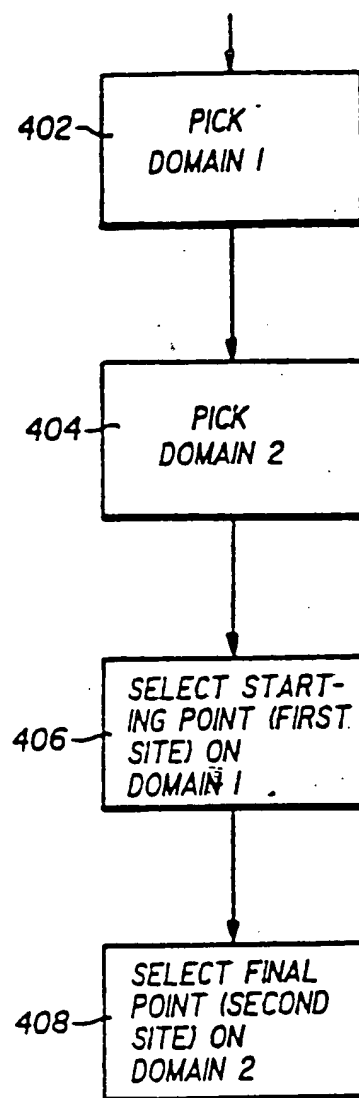 402
PICK
DOMAIN 1
404
PICK
DOMAIN 2
406
SELECT START-
ING POINT (FIRST
SITE) ON
DOMAIN 1
408
SELECT FINAL
POINT (SECOND
SITE) ON
DOMAIN 2